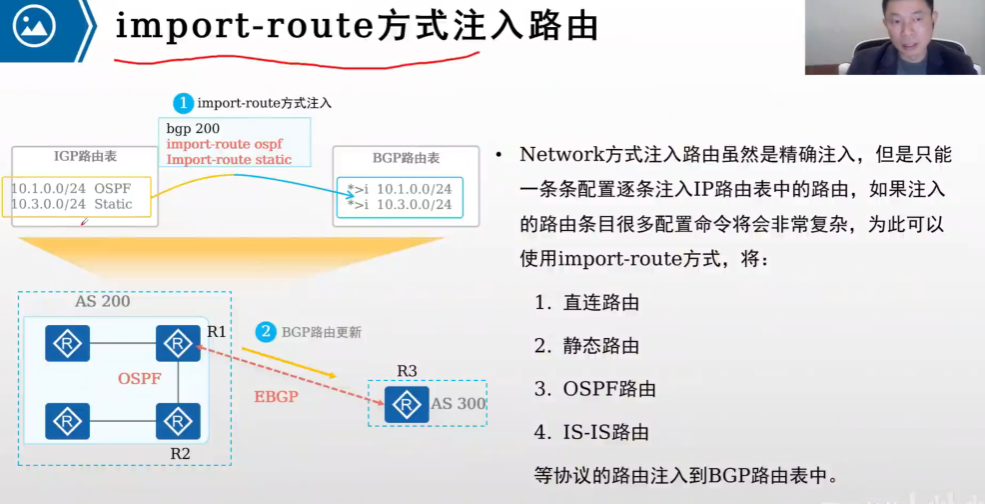 import-route方式注入路由
1 import-route方式注入
bgp 200
import-route ospf
Import-route static
IGP路由表
10.1.0.0/24 OSPF
10.3.0.0/24 Static
BGP路由表
*>i 10.1.0.0/24
*>i 10.3.0.0/24
AS 200
R1
OSPF
R2
2 BGP路由更新
EBGP
R3
AS 300
R
R
R
R
R
• Network方式注入路由虽然是精确注入，但是只能
一条条配置逐条注入IP路由表中的路由，如果注入
的路由条目很多配置命令将会非常复杂，为此可以
使用import-route方式，将：
1. 直连路由
2. 静态路由
3. OSPF路由
4. IS-IS路由
等协议的路由注入到BGP路由表中。